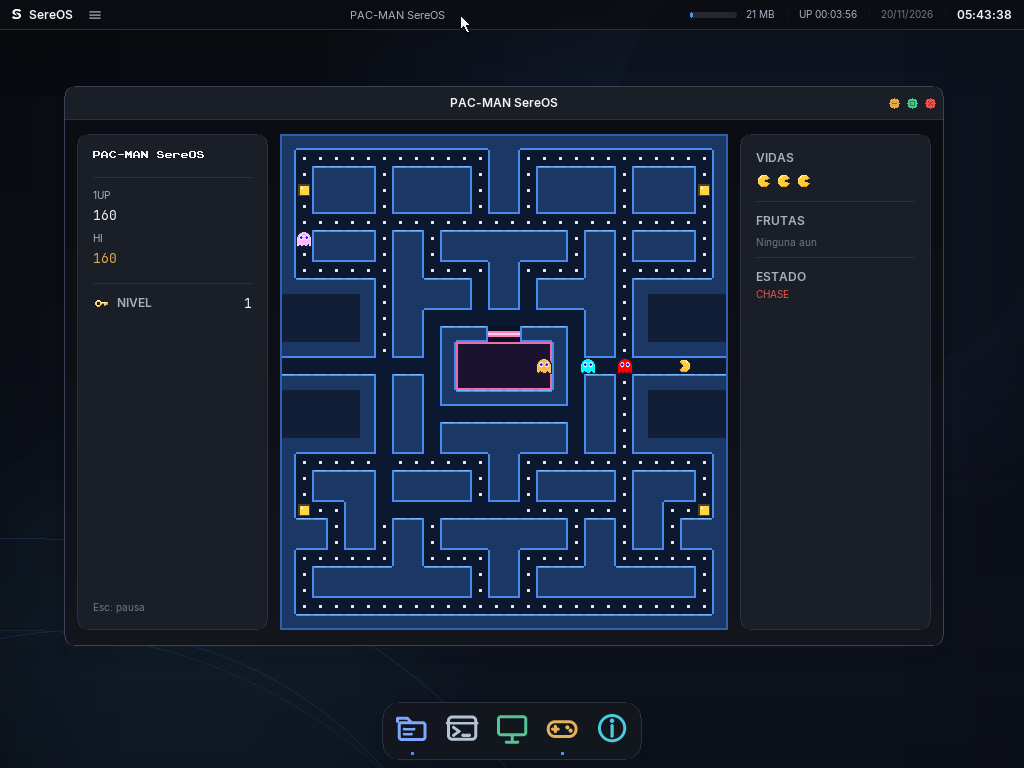 SereOS
PAC-MAN SereOS
21 MB
UP 00:03:56
20/11/2026
05:43:38
PAC-MAN SereOS
PAC-MAN SereOS
1UP
160
HI
160
NIVEL 1
Esc: pausa
VIDAS
FRUTAS
Ninguna aun
ESTADO
CHASE